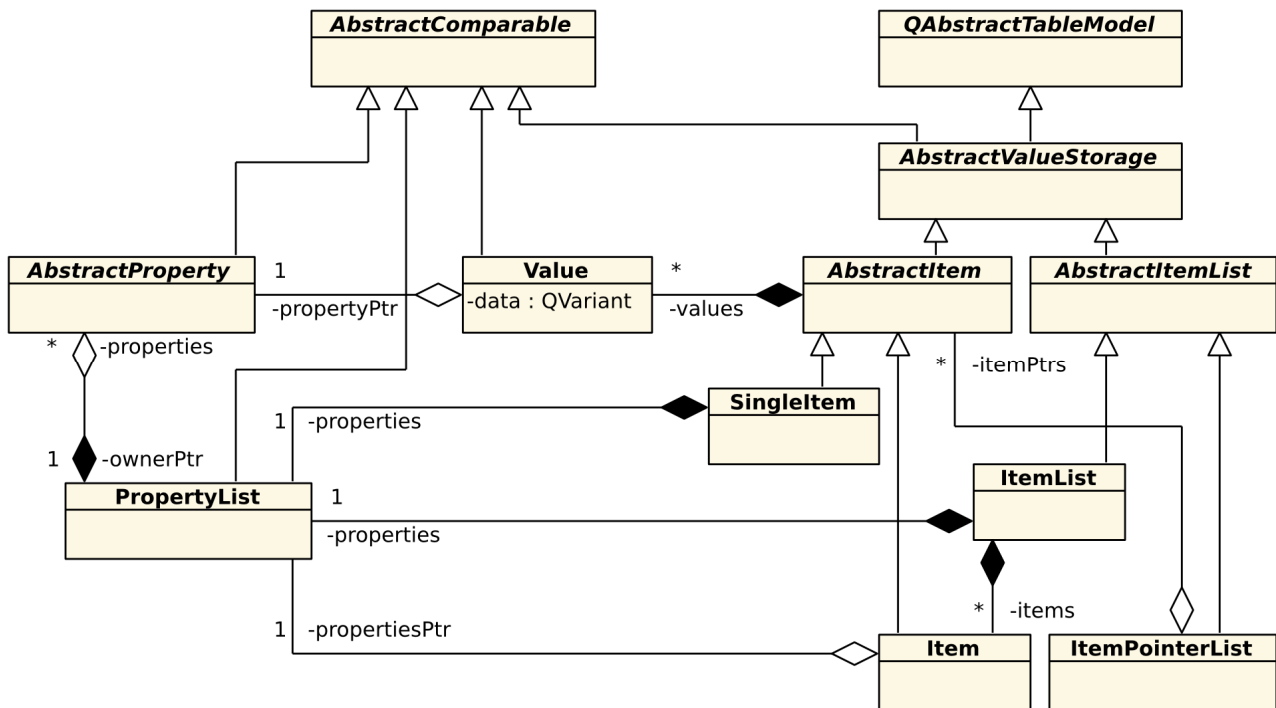 AbstractComparable
QAbstractTableModel
AbstractValueStorage
AbstractProperty
1
-propertyPtr
Value
-data : QVariant
*
-values
AbstractItem
AbstractItemList
*
-properties
*
-itemPtrs
SingleItem
1
-properties
1
-ownerPtr
ItemList
PropertyList
1
-properties
*
-items
1
-propertiesPtr
Item
ItemPointerList